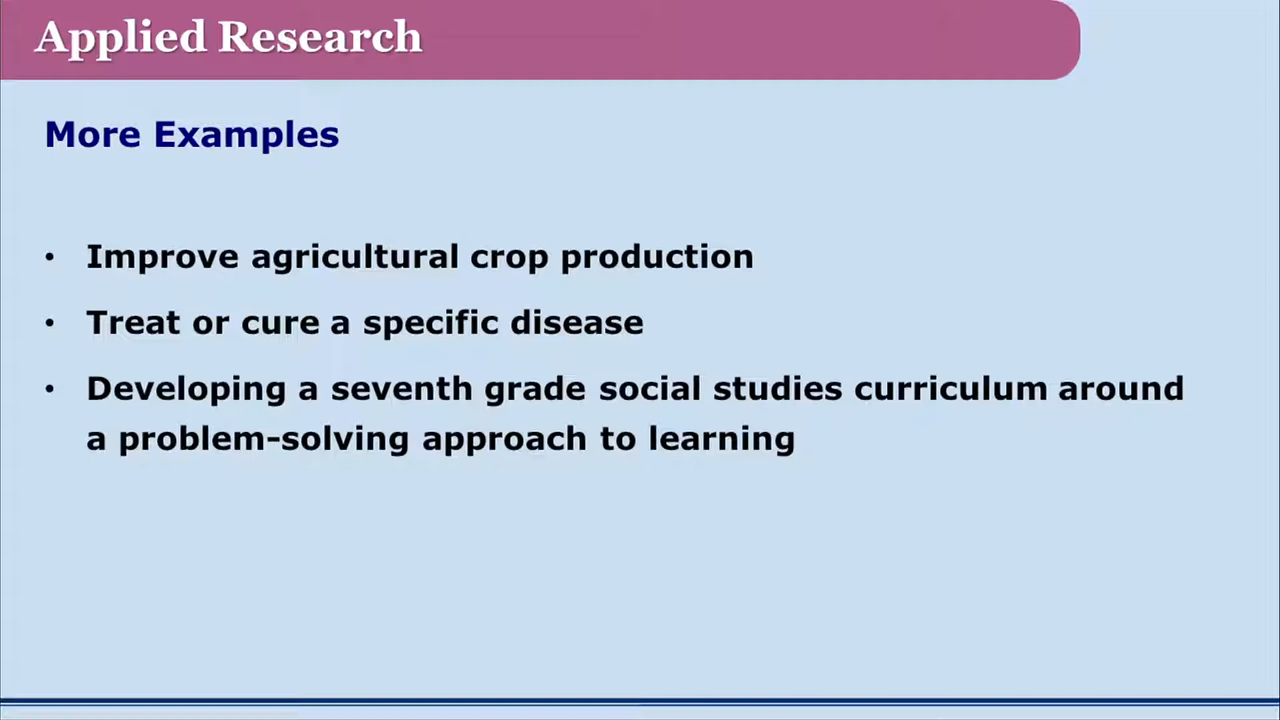 Applied Research
More Examples
• Improve agricultural crop production
• Treat or cure a specific disease
• Developing a seventh grade social studies curriculum around
a problem-solving approach to learning